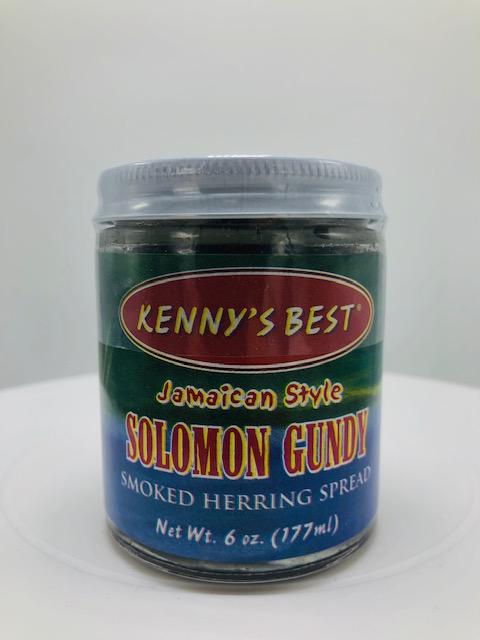 KENNY'S BEST®
Jamaican Style
SOLOMON GUNDY
SMOKED HERRING SPREAD
Net Wt. 6 oz. (177ml)